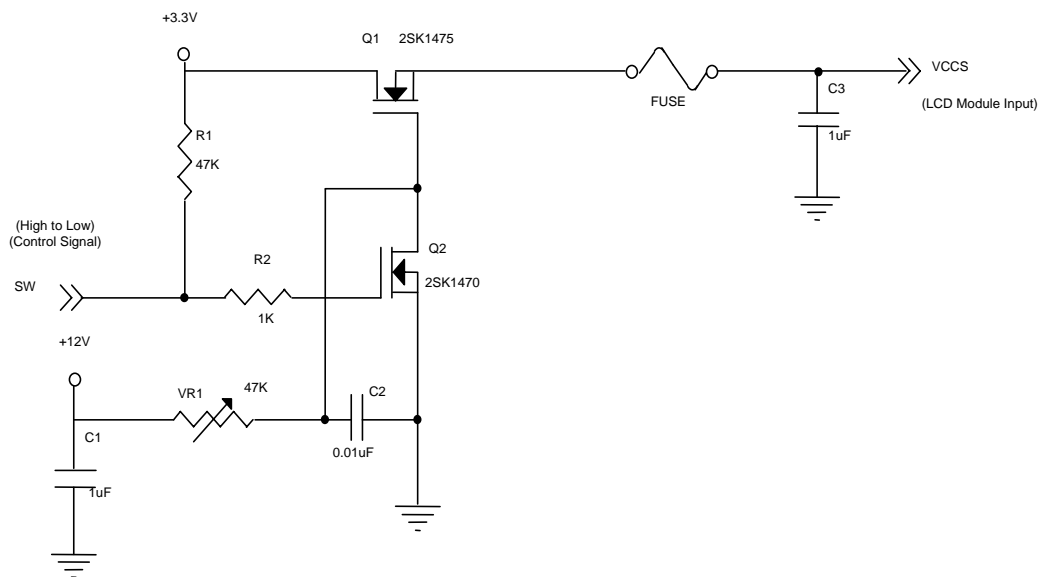 +3.3V
Q1 2SK1475
VCCS
FUSE
C3
(LCD Module Input)
1uF
R1
47K
(High to Low)
(Control Signal)
Q2
R2
2SK1470
SW
1K
+12V
VR1
47K
C2
C1
0.01uF
1uF